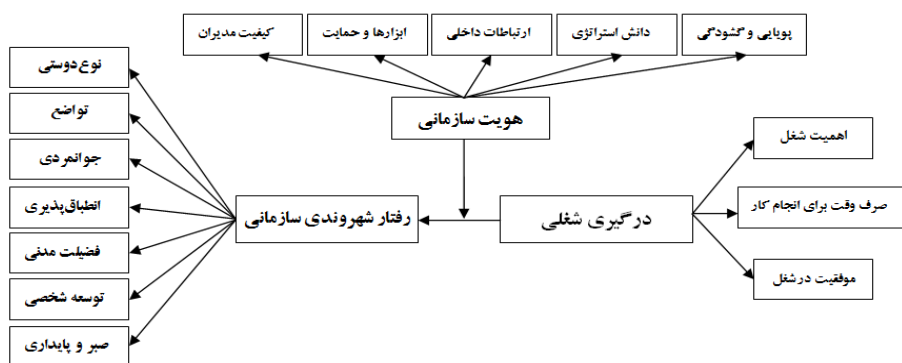 پویایی و گشودگی
دانش استراتژی
ارتباطات داخلی
ابزارها و حمایت
کیفیت مدیران
هویت سازمانی
اهمیت شغل
صرف وقت برای انجام کار
موفقیت در شغل
درگیری شغلی
رفتار شهروندی سازمانی
نوع‌دوستی
تواضع
جوانمردی
انطباق‌پذیری
فضیلت مدنی
توسعه شخصی
صبر و پایداری